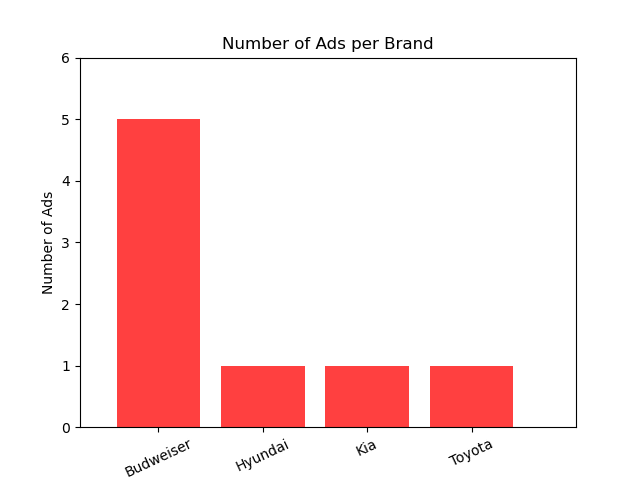 Number of Ads per Brand
6
5
4
3
2
1
0
Number of Ads
Budweiser
Hyundai
Kia
Toyota